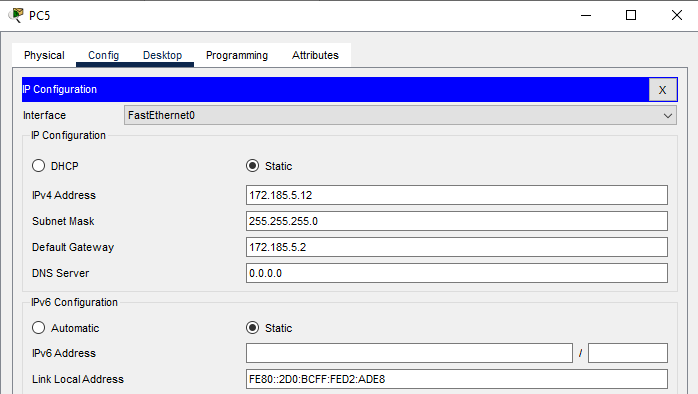 PC5
Physical Config Desktop Programming Attributes
IP Configuration X
Interface FastEthernet0
IP Configuration
DHCP Static
IPv4 Address 172.185.5.12
Subnet Mask 255.255.255.0
Default Gateway 172.185.5.2
DNS Server 0.0.0.0
IPv6 Configuration
Automatic Static
IPv6 Address /
Link Local Address FE80::2D0:BCFF:FED2:ADE8